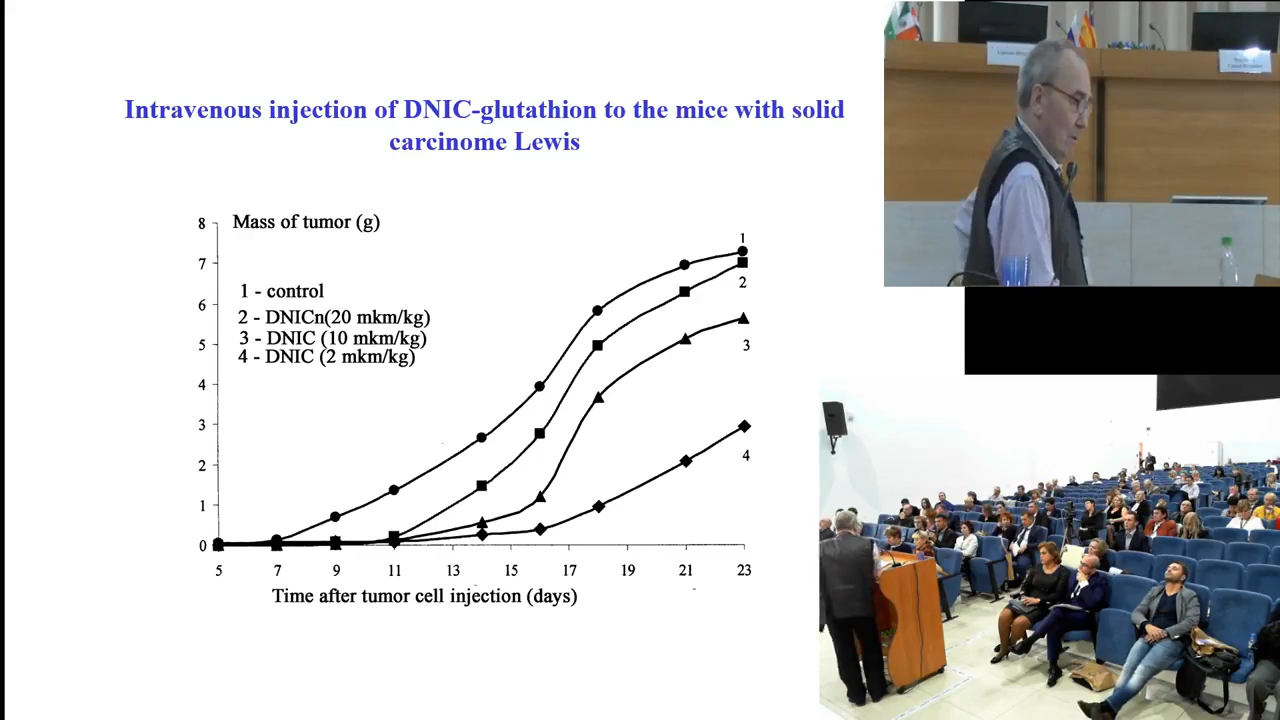 Intravenous injection of DNIC-glutathion to the mice with solid
carcinome Lewis
Mass of tumor (g)
8
7
6
5
4
3
2
1
0
1 - control
2 - DNICn(20 mkm/kg)
3 - DNIC (10 mkm/kg)
4 - DNIC (2 mkm/kg)
1
2
3
4
5 7 9 11 13 15 17 19 21 23
Time after tumor cell injection (days)